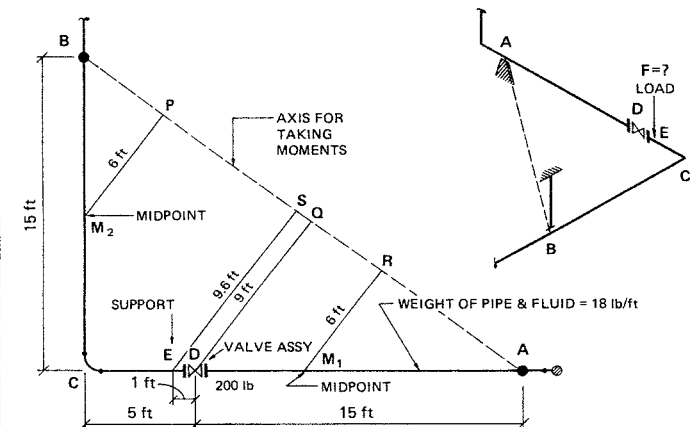 B
P
AXIS FOR
TAKING
MOMENTS
6 ft
MIDPOINT
M2
15 ft
S
Q
9.6 ft
9 ft
R
6 ft
WEIGHT OF PIPE & FLUID = 18 lb/ft
SUPPORT
E
D
VALVE ASSY
M1
A
C
1 ft
200 lb
MIDPOINT
5 ft
15 ft
A
F=?
LOAD
D
E
C
B